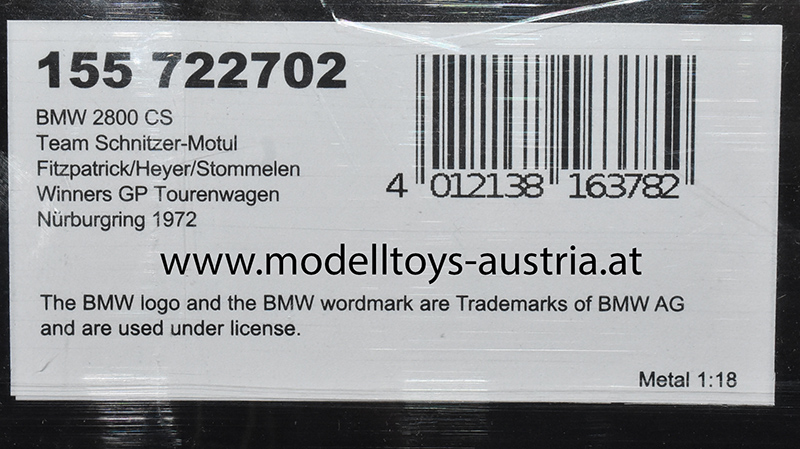 155 722702
BMW 2800 CS
Team Schnitzer-Motul
Fitzpatrick/Heyer/Stommelen
Winners GP Tourenwagen
Nürburgring 1972
4 012138 163782
www.modelltoys-austria.at
The BMW logo and the BMW wordmark are Trademarks of BMW AG
and are used under license.
Metal 1:18